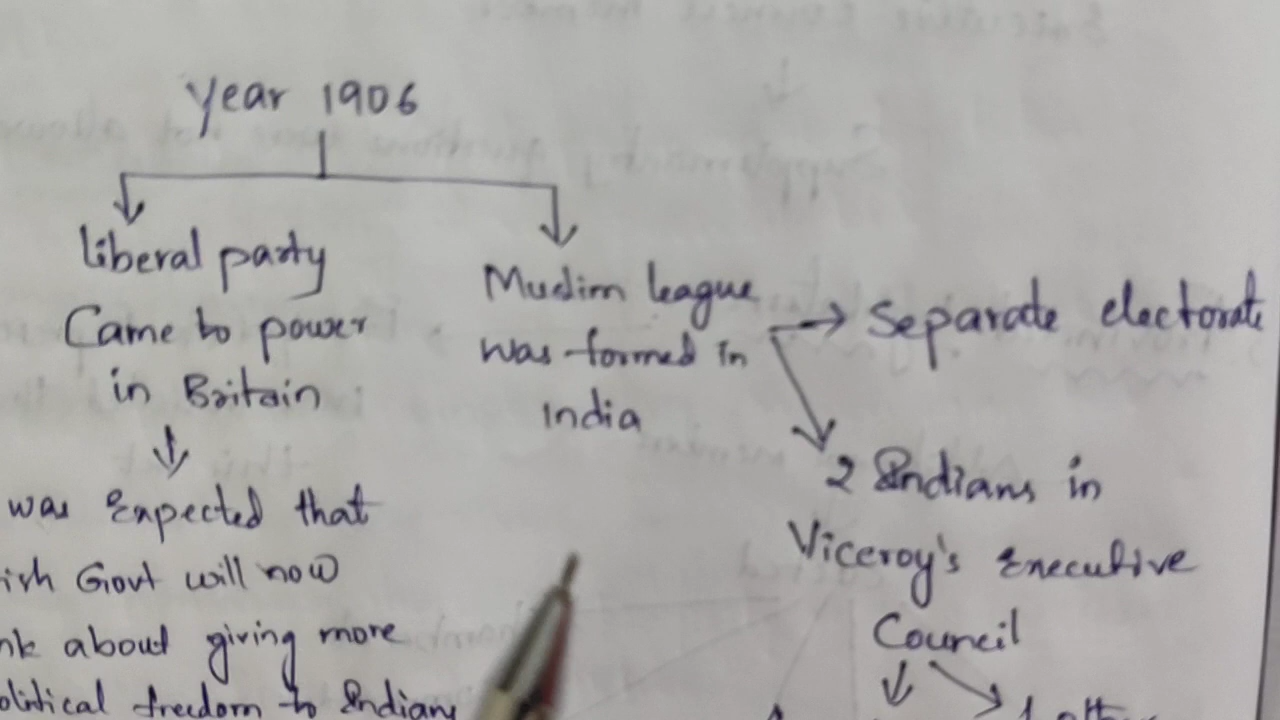 Year 1906
Liberal party
Came to power
in Britain
was Expected that
ish Govt will now
nk about giving more
olitical freedom to Indians
Muslim league
was formed in
India
Separate electorate
2 Indians in
Viceroy's Executive
Council